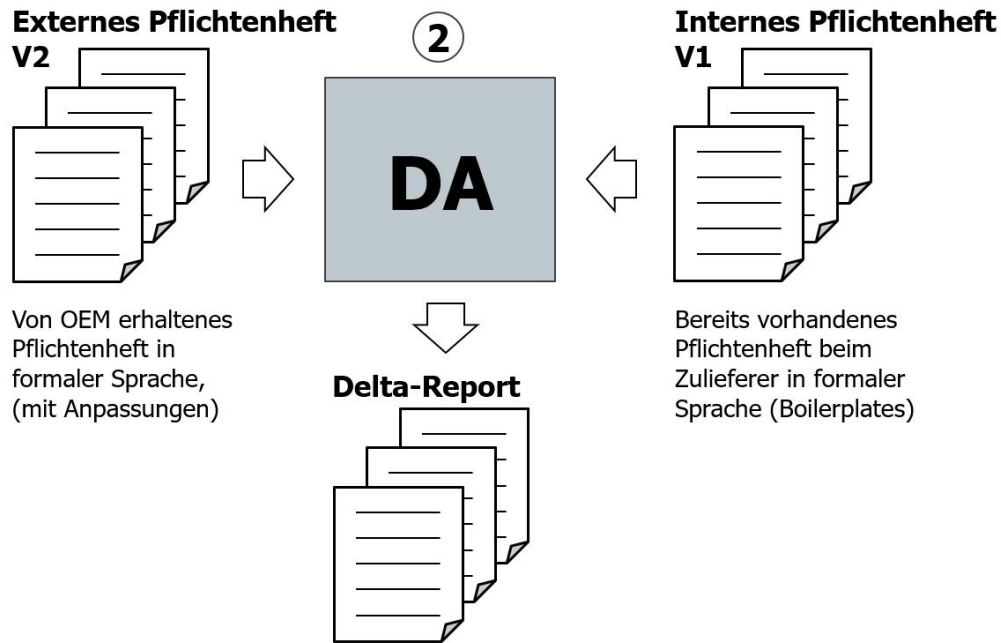 Externes Pflichtenheft
V2
2
Internes Pflichtenheft
V1
DA
Von OEM erhaltenes
Pflichtenheft in
formaler Sprache,
(mit Anpassungen)
Bereits vorhandenes
Pflichtenheft beim
Zulieferer in formaler
Sprache (Boilerplates)
Delta-Report